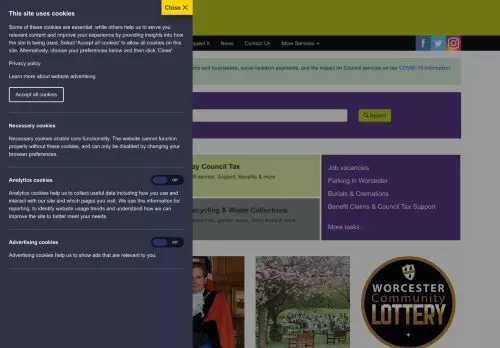 This site uses cookies
Close X
Some of these cookies are essential, while others help us to serve you
relevant content and improve your experience by providing insights into how
the site is being used. Select 'Accept all cookies' to allow all cookies on this
site. Alternatively, choose your preferences below and then click 'Close'.
Privacy policy
Learn more about website advertising
Accept all cookies
Necessary cookies
Necessary cookies enable core functionality. The website cannot function
properly without these cookies, and can only be disabled by changing your
browser preferences.
Analytics cookies
Off
Analytics cookies help us to collect useful data including how you use and
interact with our site and which pages you visit. We use this information for
reporting, to identify website usage trends and understand how we can
improve the site to better meet your needs.
Advertising cookies
Off
Advertising cookies help us to show ads that are relevant to you.
quest It News Contact Us More Services
and businesses, social isolation payments, and the impact on Council services on our COVID-19 information
Search
ay Council Tax
Support, Benefits & more
ecycling & Waste Collections
Job vacancies
Parking in Worcester
Burials & Cremations
Benefit Claims & Council Tax Support
More tasks...
WORCESTER
Community
LOTTERY